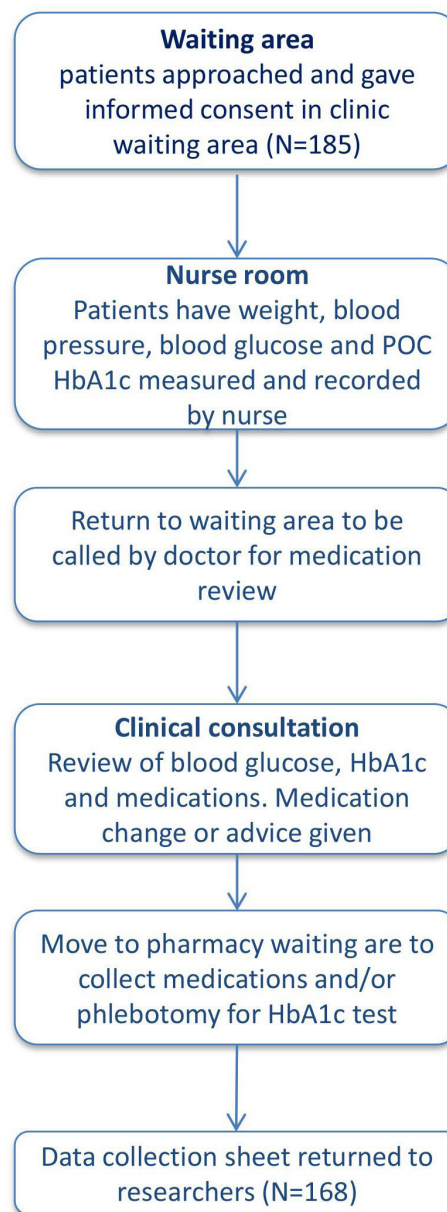 Waiting area
patients approached and gave
informed consent in clinic
waiting area (N=185)
Nurse room
Patients have weight, blood
pressure, blood glucose and POC
HbA1c measured and recorded
by nurse
Return to waiting area to be
called by doctor for medication
review
Clinical consultation
Review of blood glucose, HbA1c
and medications. Medication
change or advice given
Move to pharmacy waiting are to
collect medications and/or
phlebotomy for HbA1c test
Data collection sheet returned to
researchers (N=168)